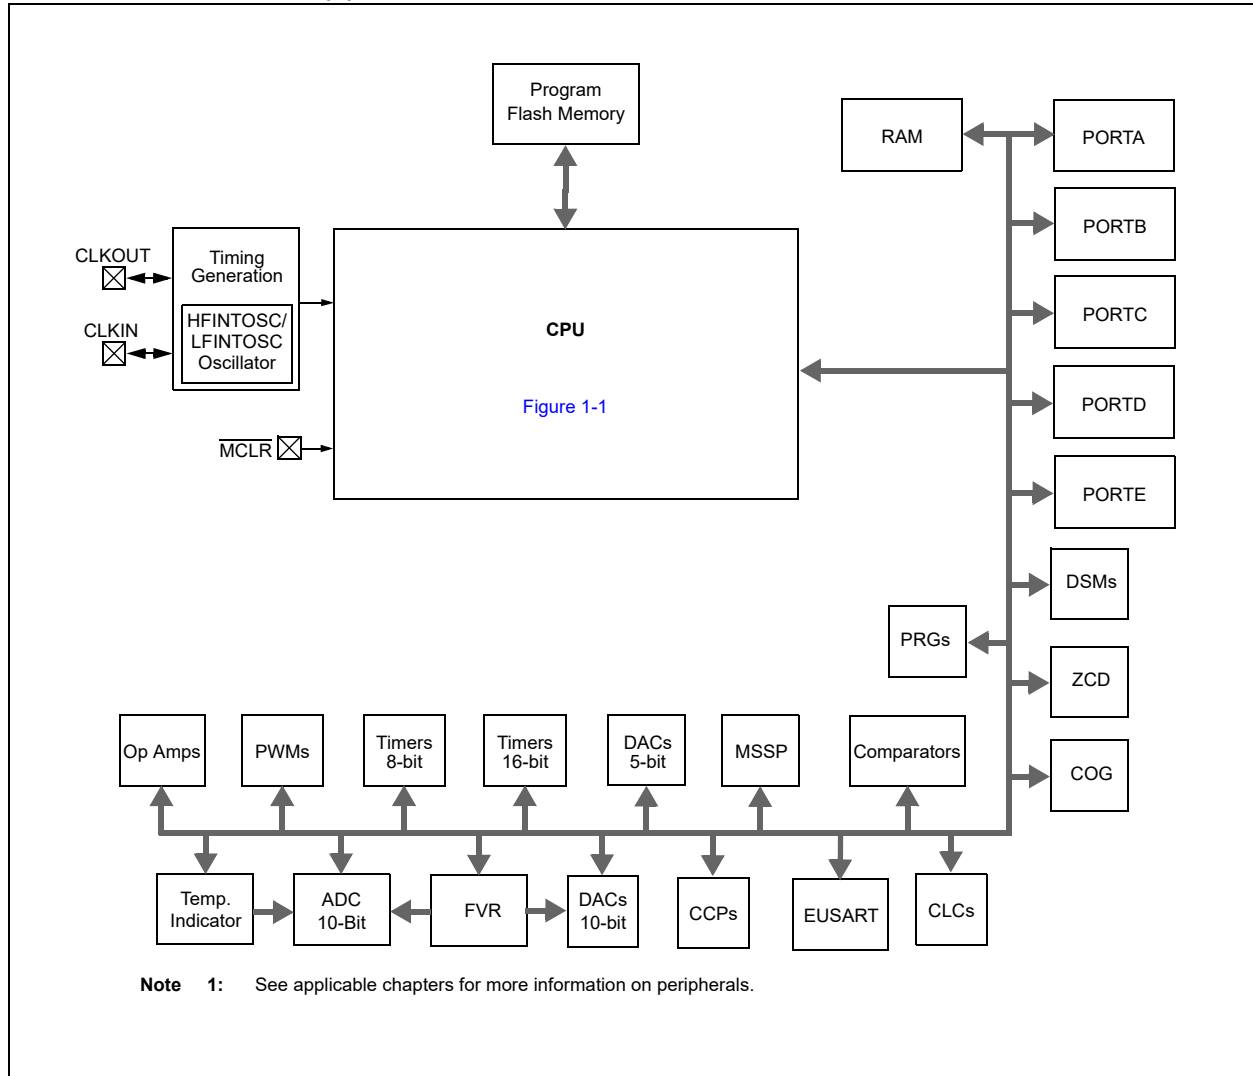 Program
Flash Memory
RAM
PORTA
PORTB
CLKOUT
Timing
Generation
HFINTOSC/
LFINTOSC
Oscillator
CLKIN
CPU
Figure 1-1
MCLR
PORTC
PORTD
PORTE
DSMs
PRGs
ZCD
COG
Op Amps
PWMs
Timers
8-bit
Timers
16-bit
DACs
5-bit
MSSP
Comparators
Temp.
Indicator
ADC
10-Bit
FVR
DACs
10-bit
CCPs
EUSART
CLCs
Note 1: See applicable chapters for more information on peripherals.